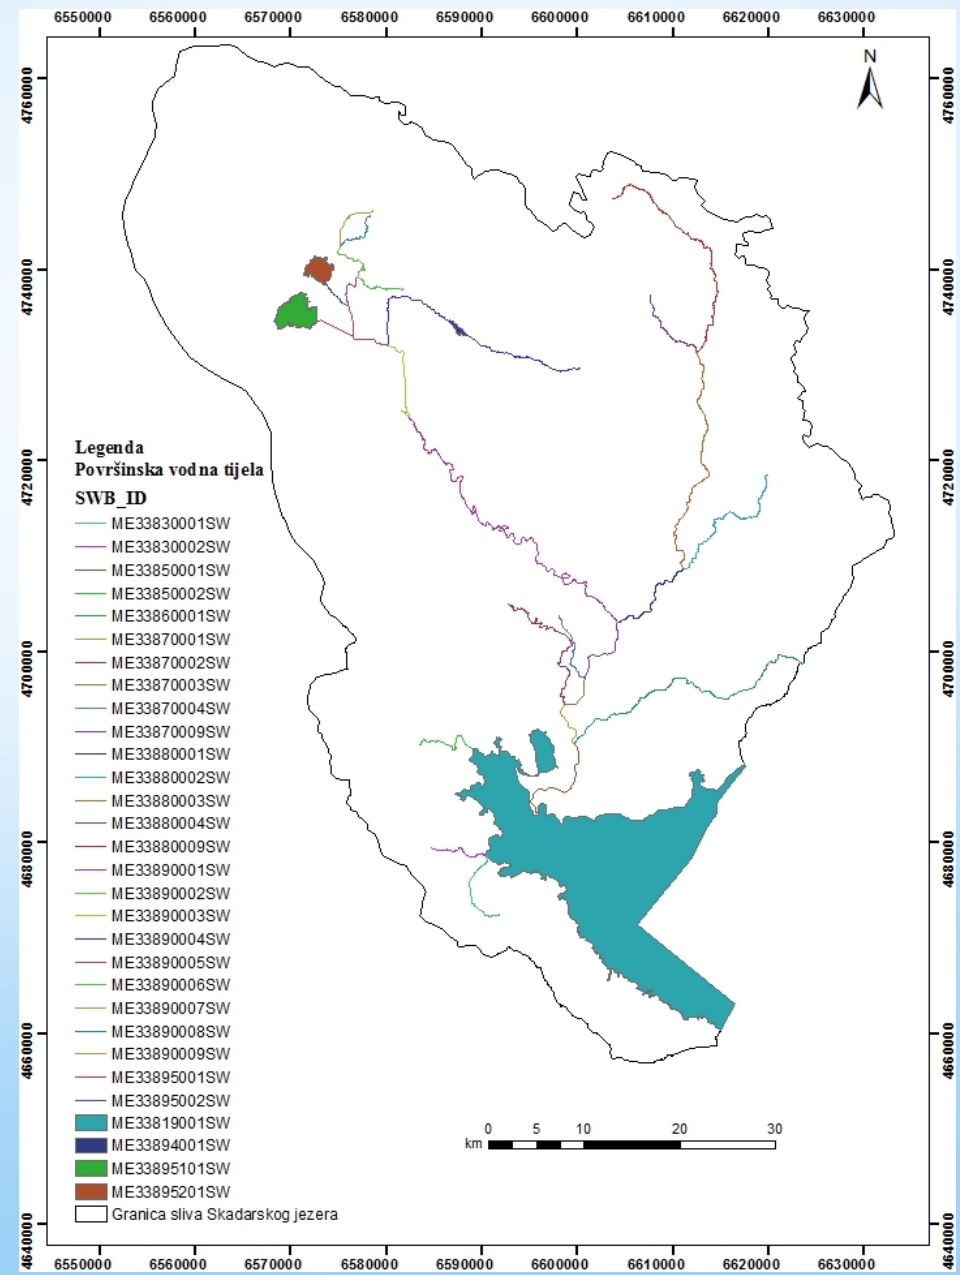 6550000 6560000 6570000 6580000 6590000 6600000 6610000 6620000 6630000
N
4760000 4760000
4740000 4740000
4720000 4720000
4700000 4700000
4680000 4680000
4660000 4660000
4640000 4640000
Legenda
Površinska vodna tijela
SWB_ID
ME33830001SW
ME33830002SW
ME33850001SW
ME33850002SW
ME33860001SW
ME33870001SW
ME33870002SW
ME33870003SW
ME33870004SW
ME33870009SW
ME33880001SW
ME33880002SW
ME33880003SW
ME33880004SW
ME33880009SW
ME33890001SW
ME33890002SW
ME33890003SW
ME33890004SW
ME33890005SW
ME33890006SW
ME33890007SW
ME33890008SW
ME33890009SW
ME33895001SW
ME33895002SW
ME33819001SW
ME33894001SW
ME33895101SW
ME33895201SW
Granica sliva Skadarskog jezera
0 5 10 20 30
km
6550000 6560000 6570000 6580000 6590000 6600000 6610000 6620000 6630000